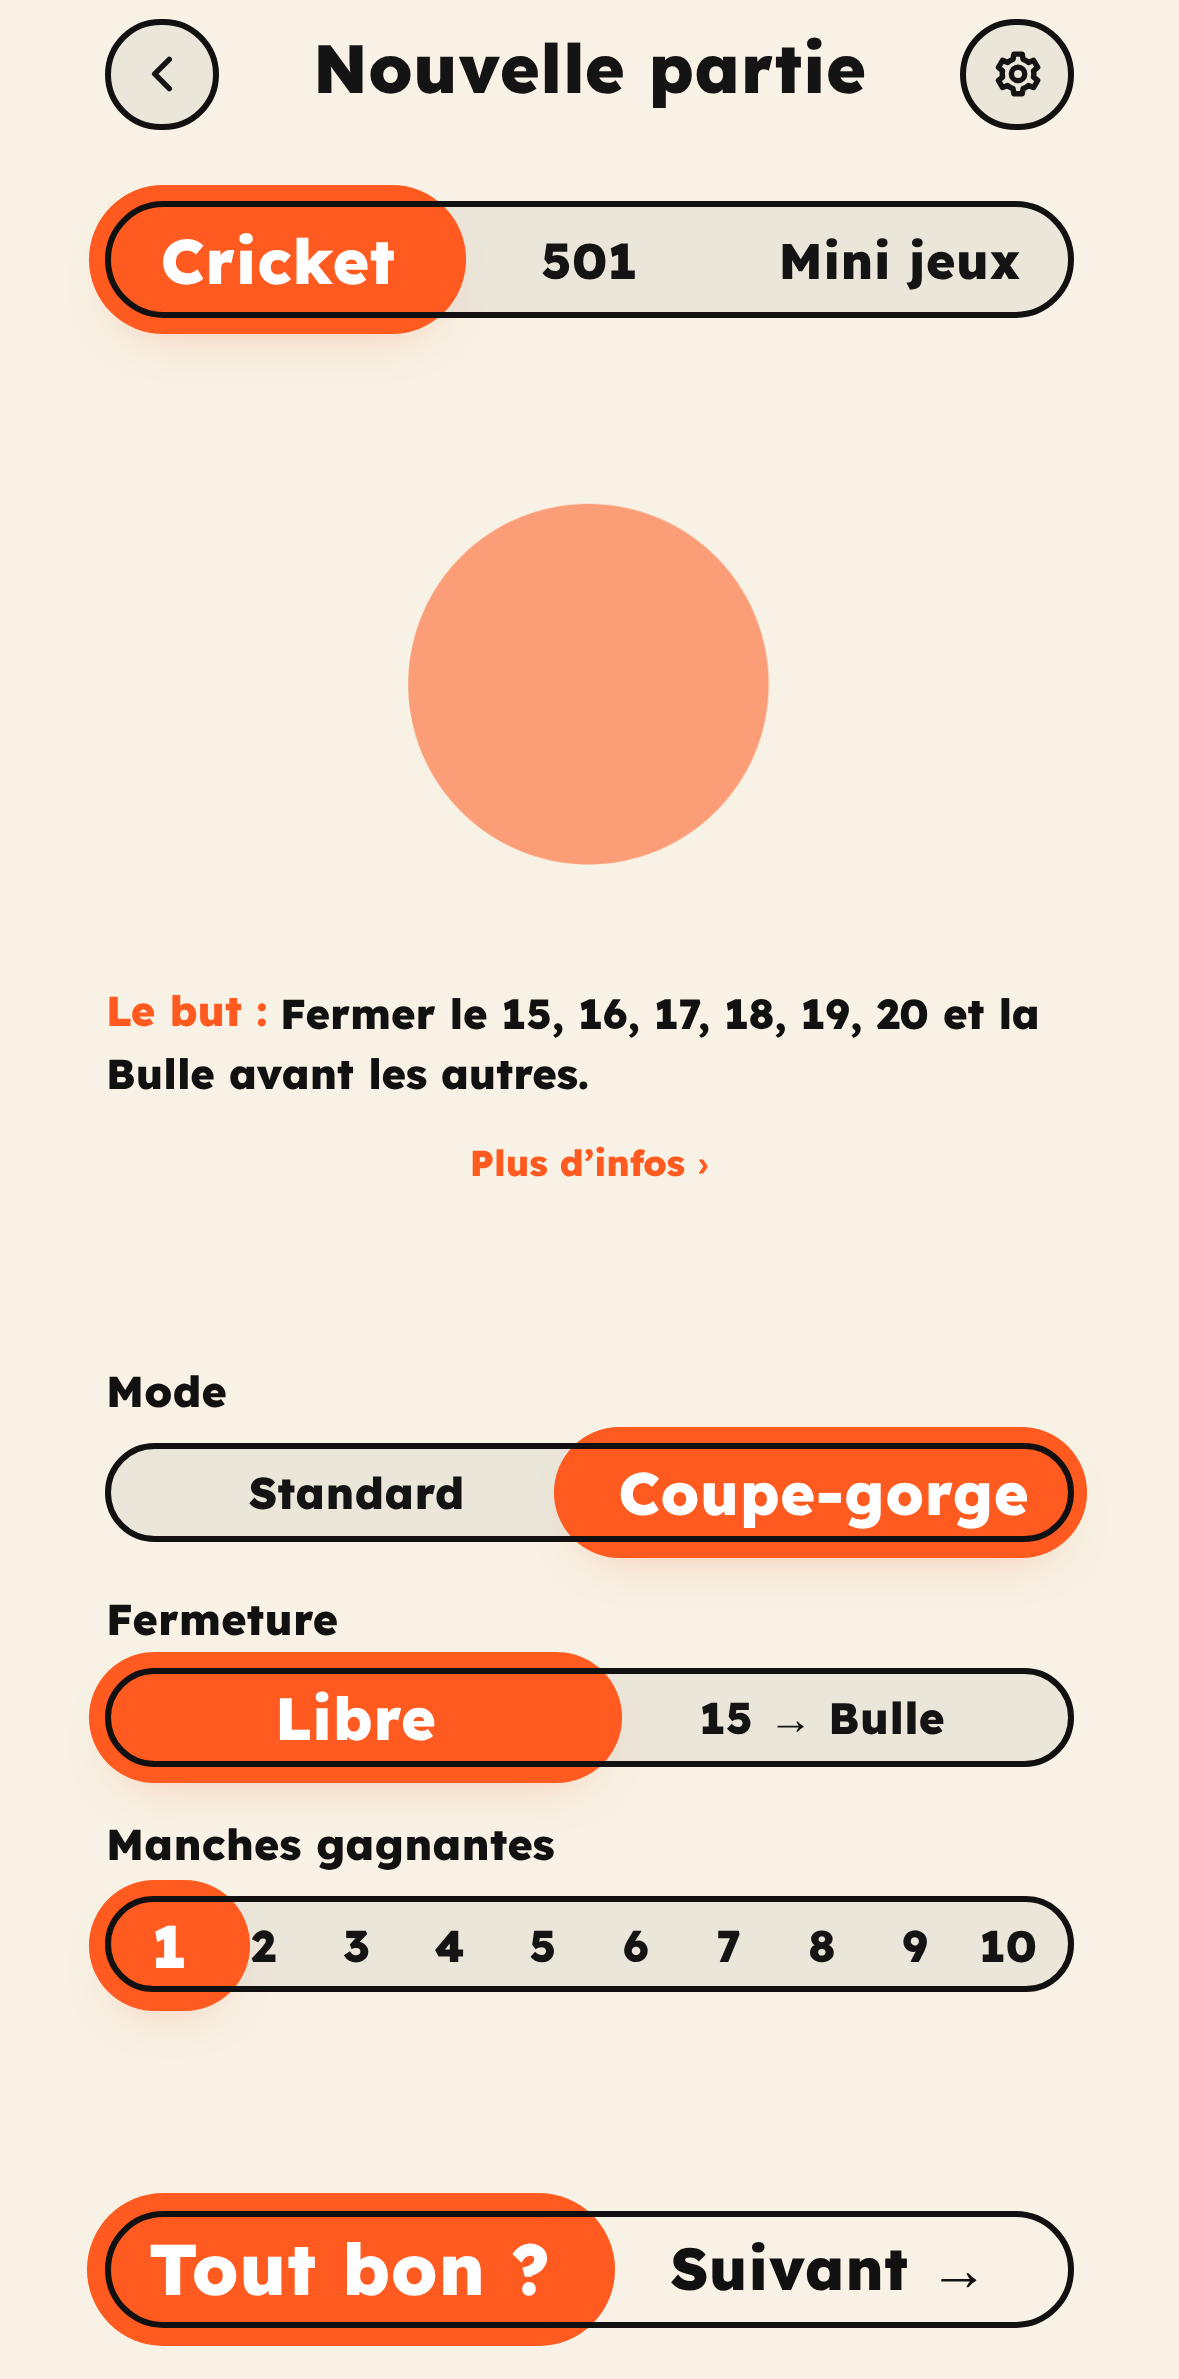 Nouvelle partie
Cricket 501 Mini jeux
Le but : Fermer le 15, 16, 17, 18, 19, 20 et la
Bulle avant les autres.
Plus d’infos ›
Mode
Standard Coupe-gorge
Fermeture
Libre 15 → Bulle
Manches gagnantes
1 2 3 4 5 6 7 8 9 10
Tout bon ? Suivant →